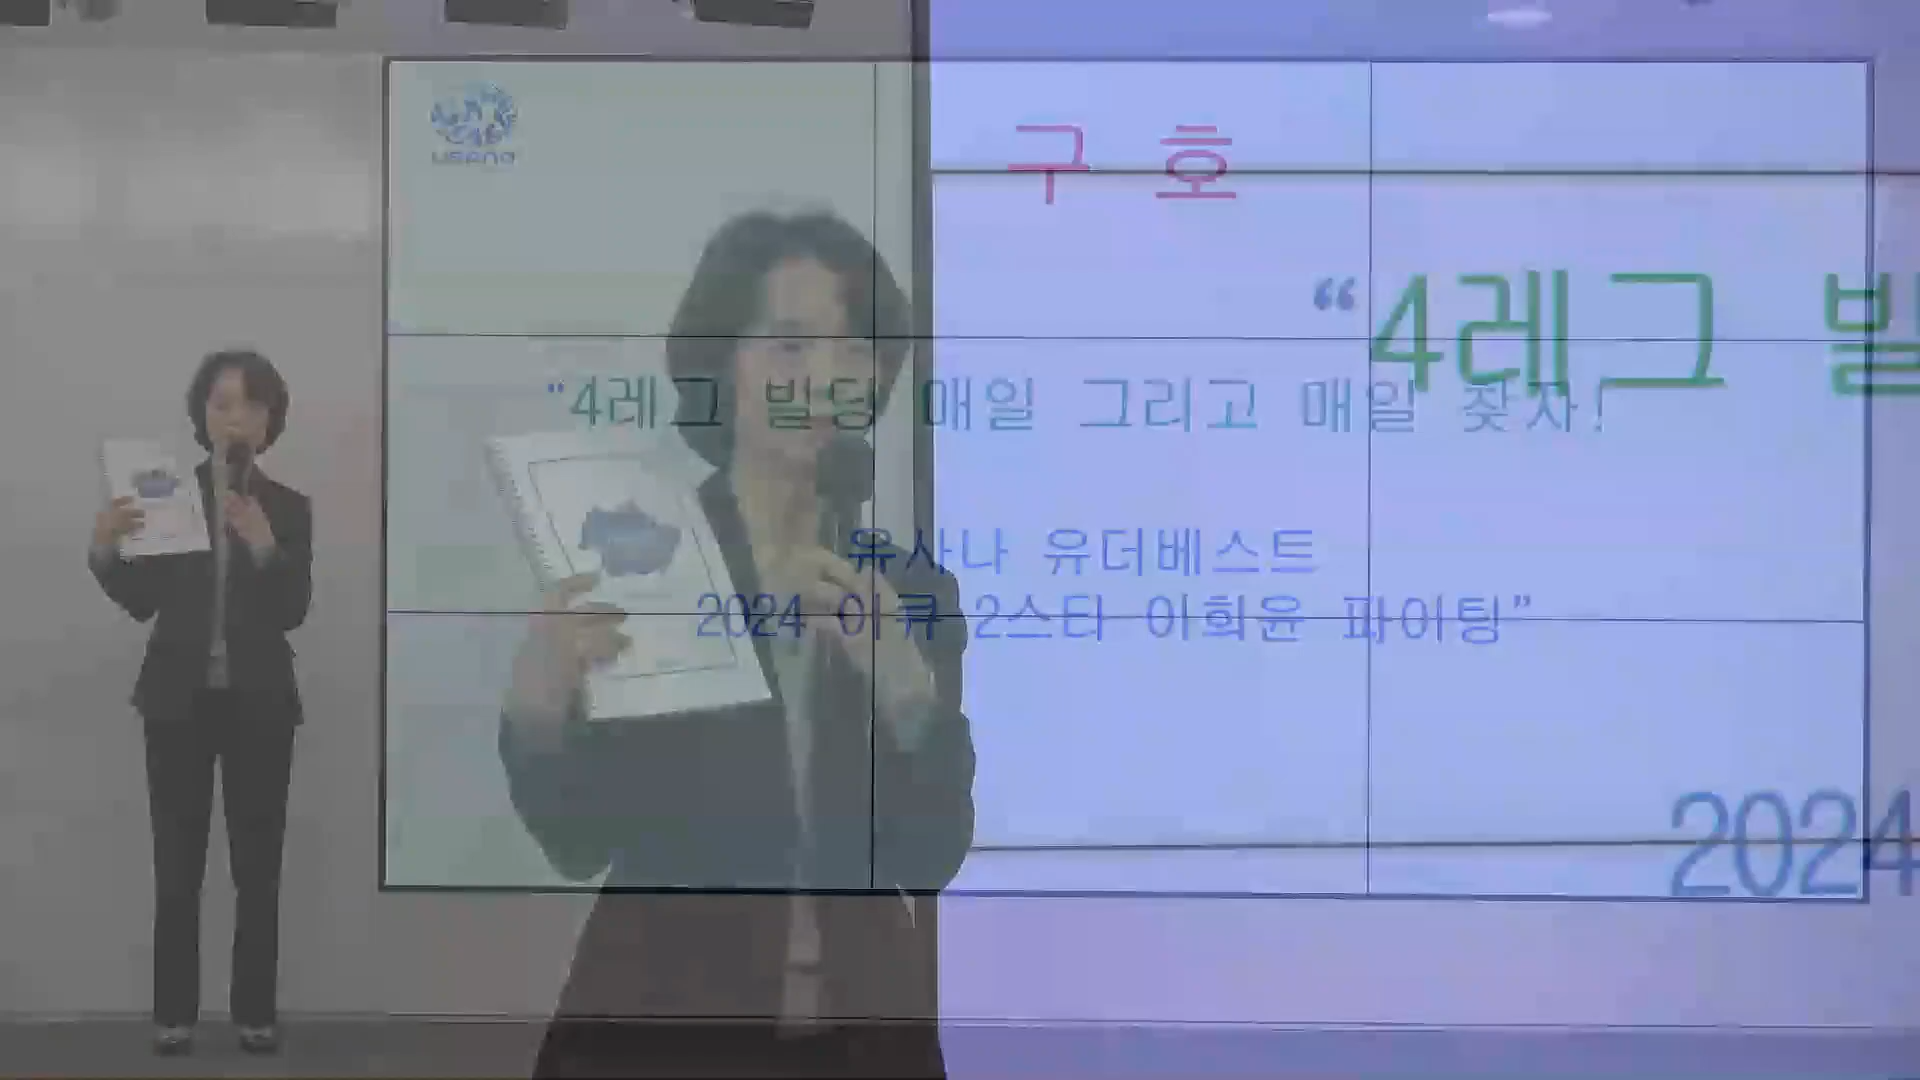 usana
구 호
"4레그 빌딩 매일 그리고 매일 찾자!
유사나 유더베스트
2024 이큐 2스타 이희윤 파이팅"
"4레그 빌
2024